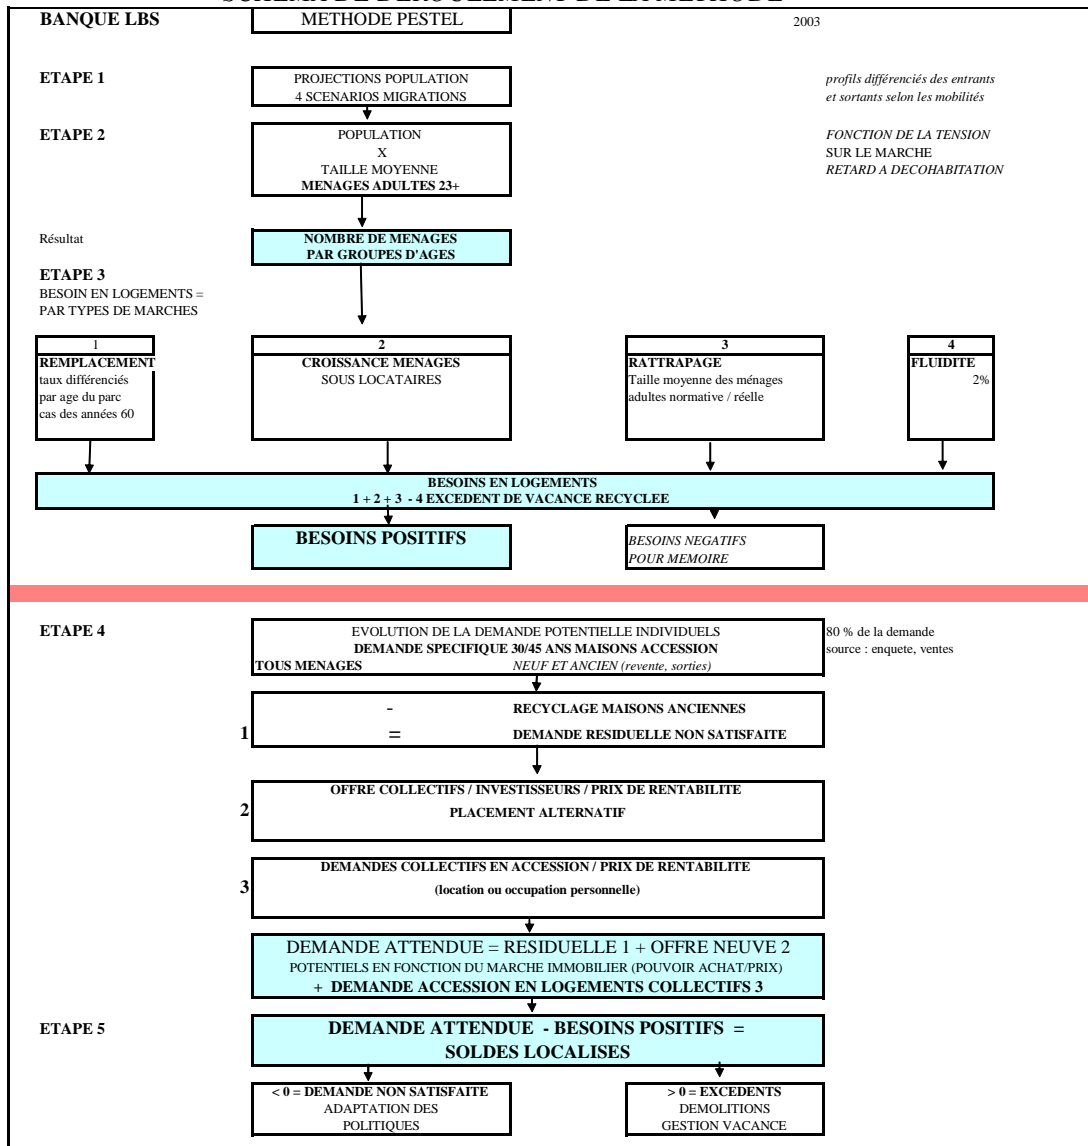 SCHEMA DE DEROULEMENT DE LA METHODE
BANQUE LBS
METHODE PESTEL
2003
ETAPE 1
PROJECTIONS POPULATION
4 SCENARIOS MIGRATIONS
profils différenciés des entrants
et sortants selon les mobilités
ETAPE 2
POPULATION
X
TAILLE MOYENNE
MENAGES ADULTES 23+
FONCTION DE LA TENSION
SUR LE MARCHE
RETARD A DECOHABITATION
Résultat
NOMBRE DE MENAGES
PAR GROUPES D'AGES
ETAPE 3
BESOIN EN LOGEMENTS =
PAR TYPES DE MARCHES
1
REMPLACEMENT
taux différenciés
par age du parc
cas des années 60
2
CROISSANCE MENAGES
SOUS LOCATAIRES
3
RATTRAPAGE
Taille moyenne des ménages
adultes normative / réelle
4
FLUIDITE
2%
BESOINS EN LOGEMENTS
1 + 2 + 3 - 4 EXCEDENT DE VACANCE RECYCLEE
BESOINS POSITIFS
BESOINS NEGATIFS
POUR MEMOIRE
ETAPE 4
EVOLUTION DE LA DEMANDE POTENTIELLE INDIVIDUELS
DEMANDE SPECIFIQUE 30/45 ANS MAISONS ACCESSION
TOUS MENAGES NEUF ET ANCIEN (revente, sorties)
80 % de la demande
source : enquete, ventes
- RECYCLAGE MAISONS ANCIENNES
1 = DEMANDE RESIDUELLE NON SATISFAITE
OFFRE COLLECTIFS / INVESTISSEURS / PRIX DE RENTABILITE
2 PLACEMENT ALTERNATIF
DEMANDES COLLECTIFS EN ACCESSION / PRIX DE RENTABILITE
3 (location ou occupation personnelle)
DEMANDE ATTENDUE = RESIDUELLE 1 + OFFRE NEUVE 2
POTENTIELS EN FONCTION DU MARCHE IMMOBILIER (POUVOIR ACHAT/PRIX)
+ DEMANDE ACCESSION EN LOGEMENTS COLLECTIFS 3
ETAPE 5
DEMANDE ATTENDUE - BESOINS POSITIFS =
SOLDES LOCALISES
< 0 = DEMANDE NON SATISFAITE
ADAPTATION DES
POLITIQUES
> 0 = EXCEDENTS
DEMOLITIONS
GESTION VACANCE